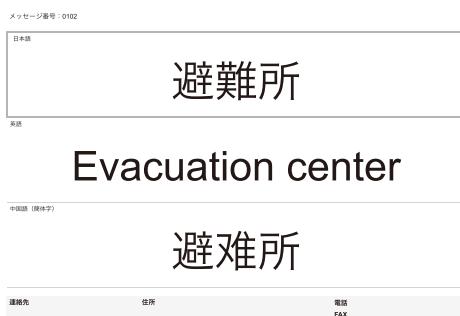 メッセージ番号：0102
日本語
避難所
英語
Evacuation center
中国語（簡体字）
避难所
連絡先 住所 電話
FAX